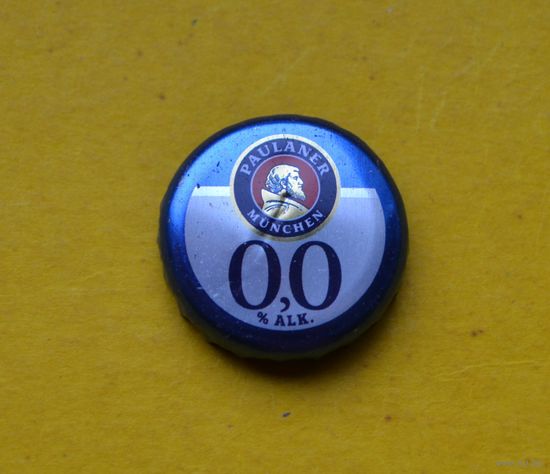 PAULANER
MÜNCHEN
0,0
% ALK.